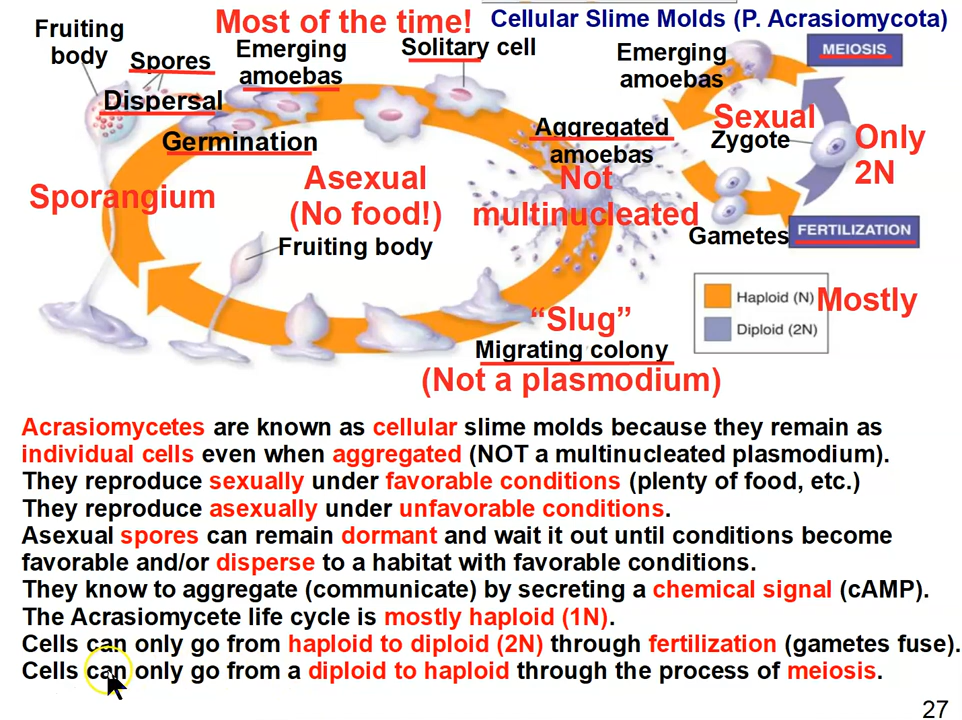 Most of the time!
Cellular Slime Molds (P. Acrasiomycota)
Fruiting
body
Spores
Dispersal
Emerging
amoebas
Germination
Solitary cell
Sporangium
Asexual
(No food!)
Fruiting body
Aggregated
amoebas
Not
multinucleated
"Slug"
Migrating colony
(Not a plasmodium)
Emerging
amoebas
MEIOSIS
Sexual
Zygote
Only
2N
Gametes
FERTILIZATION
Haploid (N)
Mostly
Diploid (2N)
Acrasiomycetes are known as cellular slime molds because they remain as
individual cells even when aggregated (NOT a multinucleated plasmodium).
They reproduce sexually under favorable conditions (plenty of food, etc.)
They reproduce asexually under unfavorable conditions.
Asexual spores can remain dormant and wait it out until conditions become
favorable and/or disperse to a habitat with favorable conditions.
They know to aggregate (communicate) by secreting a chemical signal (cAMP).
The Acrasiomycete life cycle is mostly haploid (1N).
Cells can only go from haploid to diploid (2N) through fertilization (gametes fuse).
Cells can only go from a diploid to haploid through the process of meiosis.
27